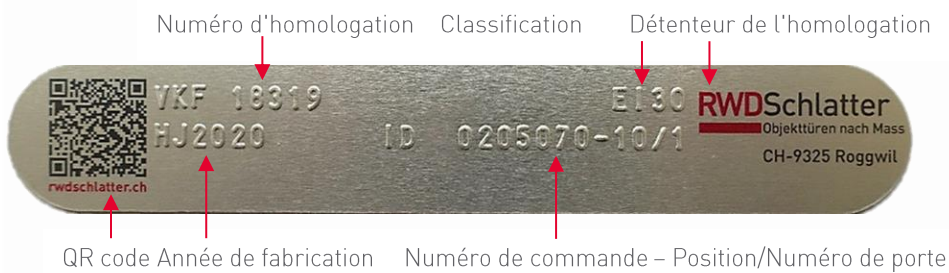 Numéro d'homologation Classification Détenteur de l'homologation
VKF 18319 EI30 RWDSchlatter
Objekttüren nach Mass
HJ2020 ID 0205070-10/1
CH-9325 Roggwil
rwdschlatter.ch
QR code Année de fabrication Numéro de commande – Position/Numéro de porte